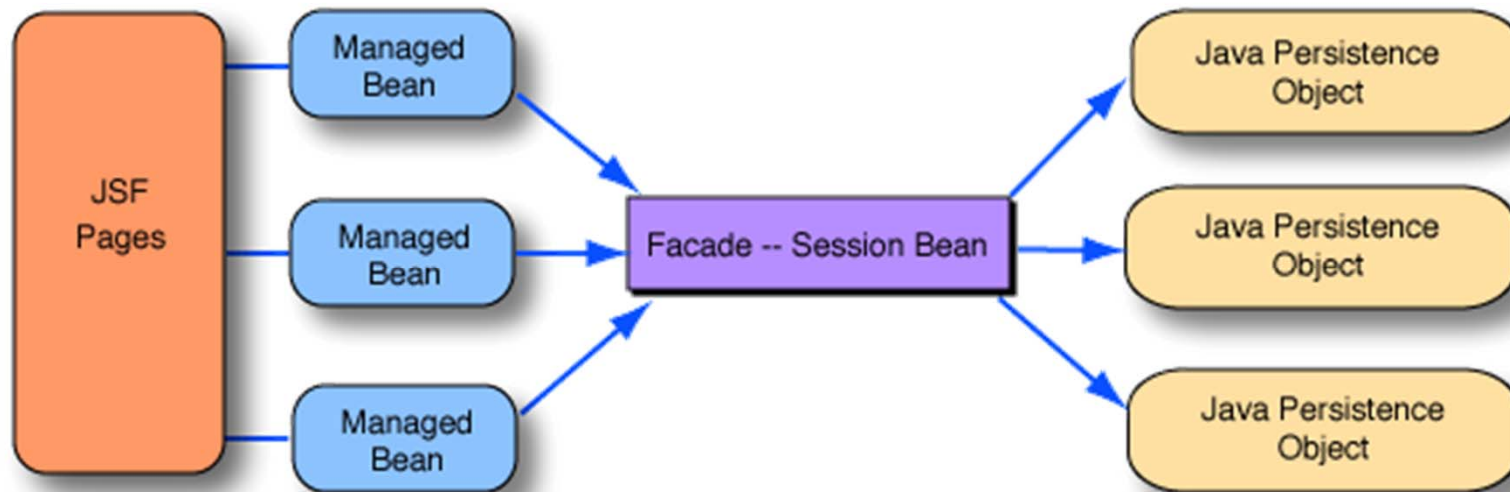 JSF
Pages
Managed
Bean
Managed
Bean
Managed
Bean
Facade -- Session Bean
Java Persistence
Object
Java Persistence
Object
Java Persistence
Object